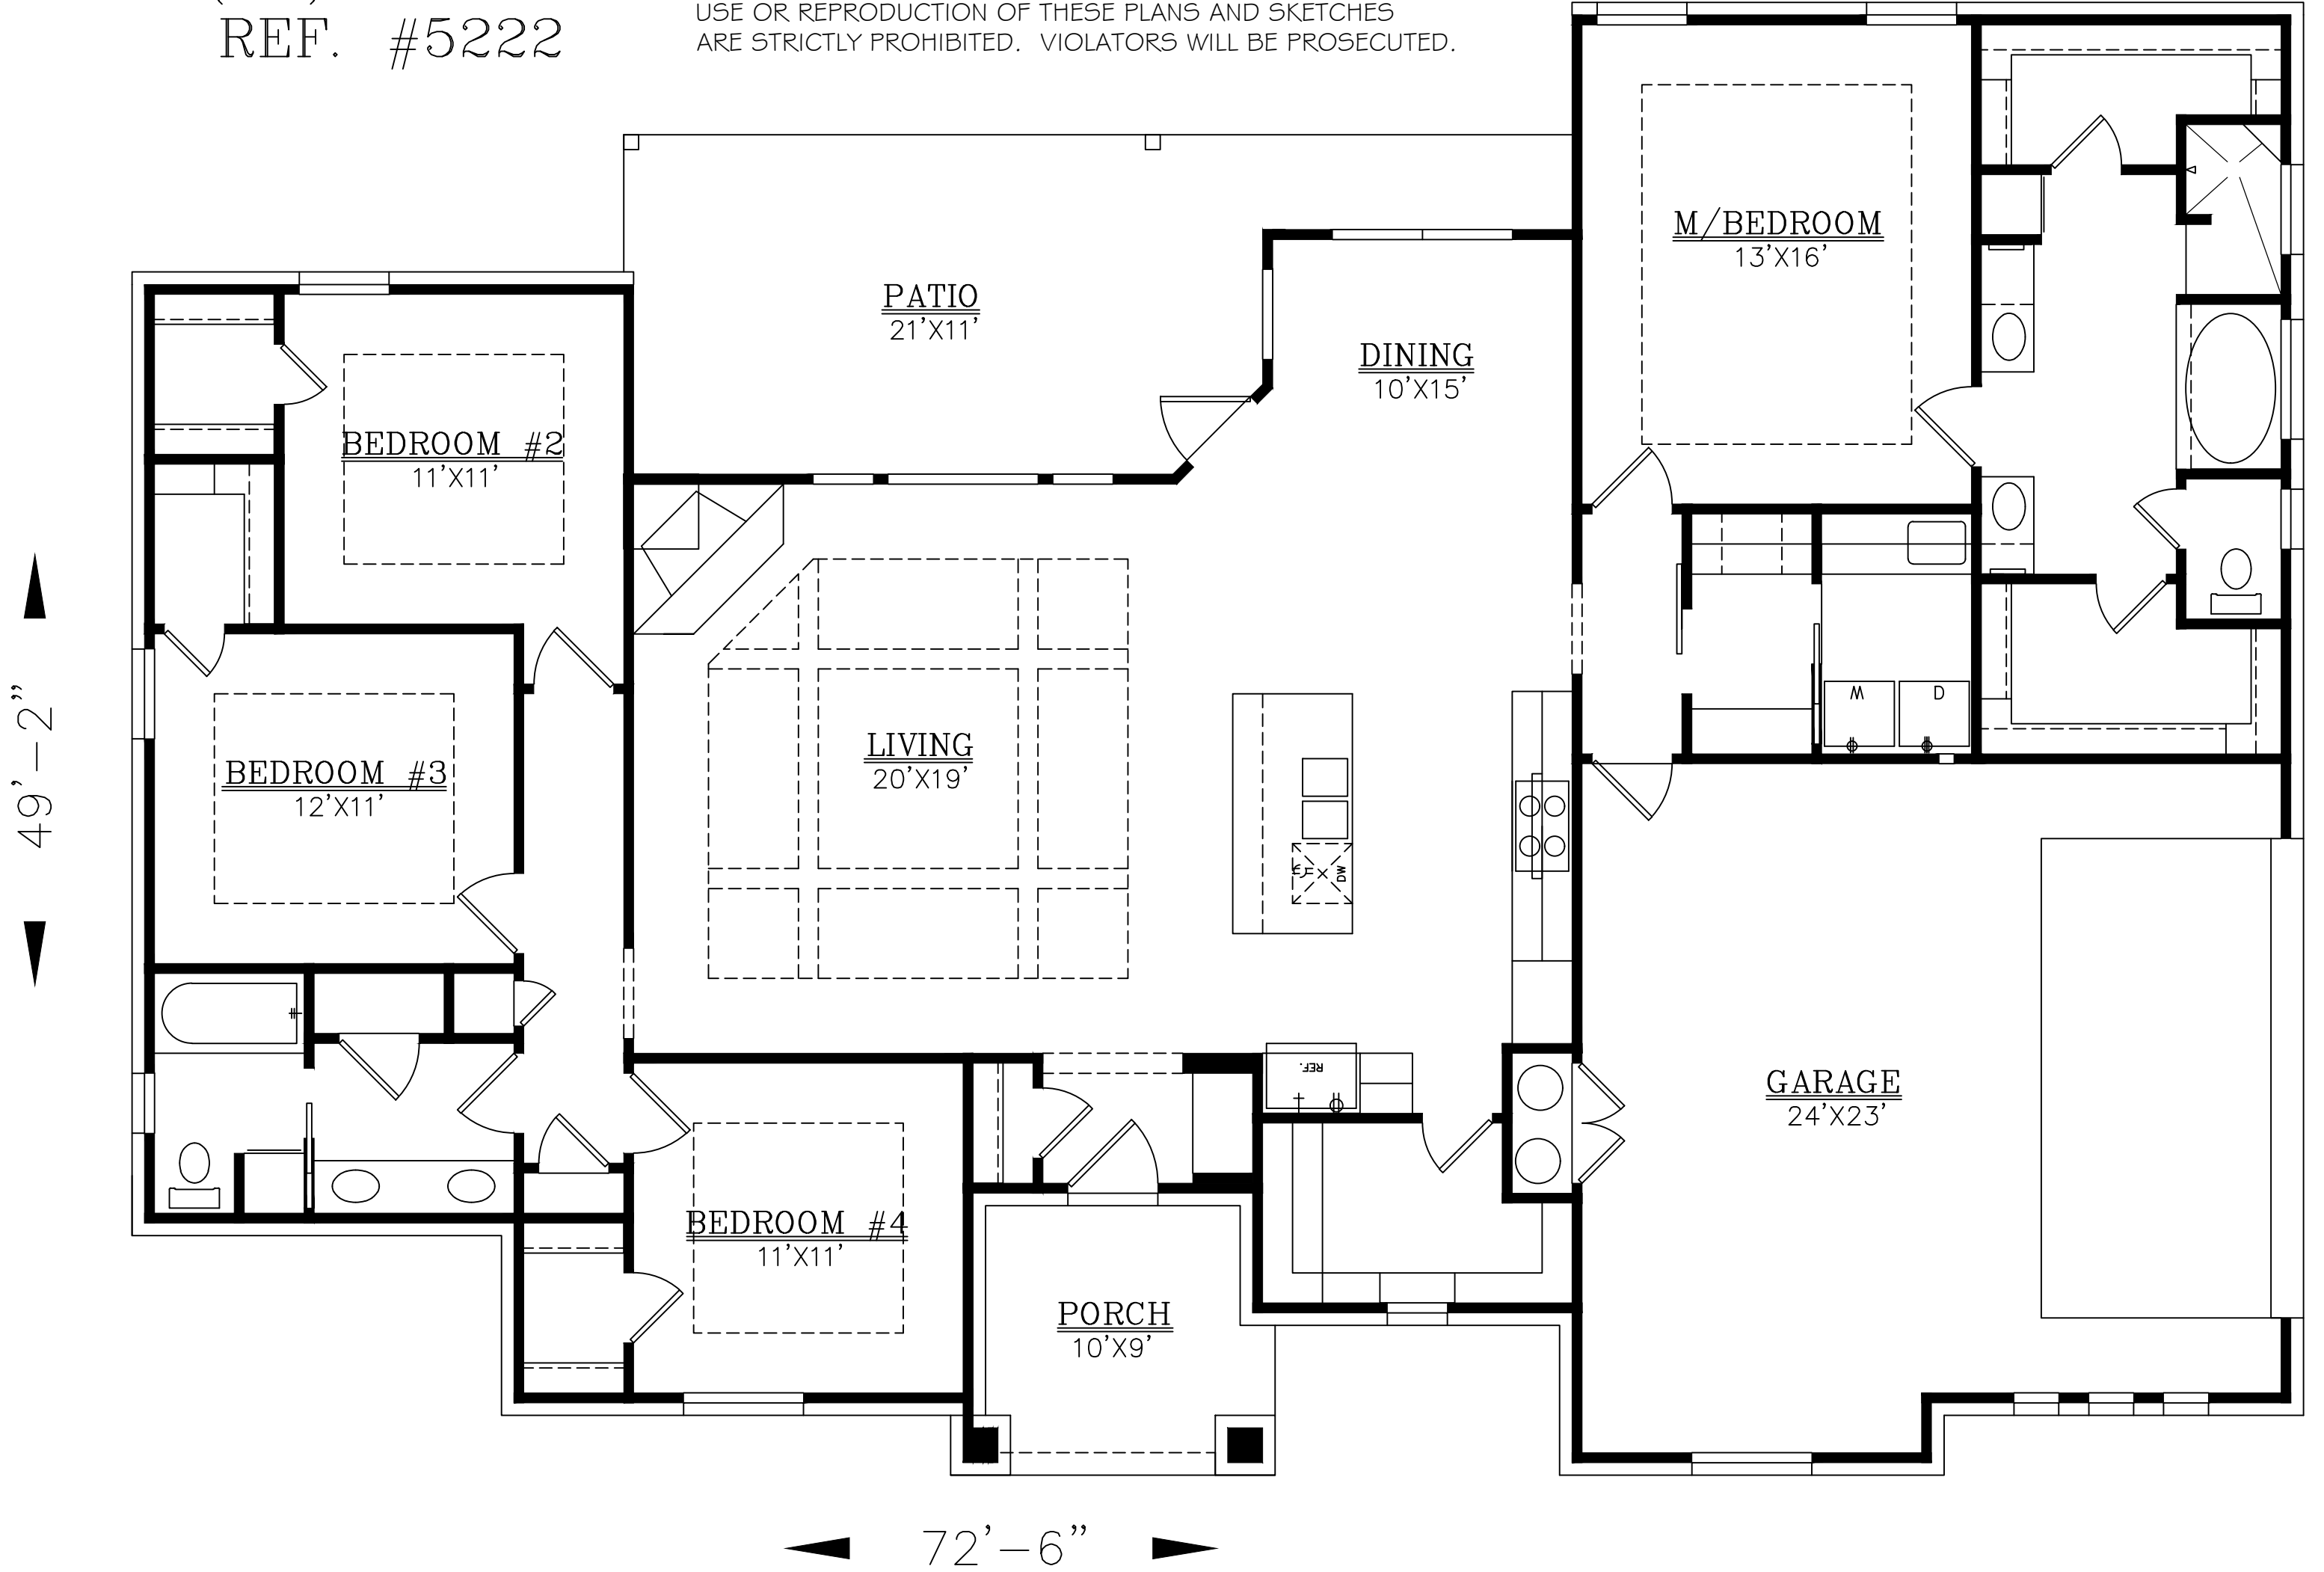 REF. #5222
USE OR REPRODUCTION OF THESE PLANS AND SKETCHES
ARE STRICTLY PROHIBITED. VIOLATORS WILL BE PROSECUTED.
M/BEDROOM
13'X16'
PATIO
21'X11'
DINING
10'X15'
BEDROOM #2
11'X11'
LIVING
20'X19'
W
D
BEDROOM #3
12'X11'
DW
49'-2"
REF.
GARAGE
24'X23'
BEDROOM #4
11'X11'
PORCH
10'X9'
72'-6"